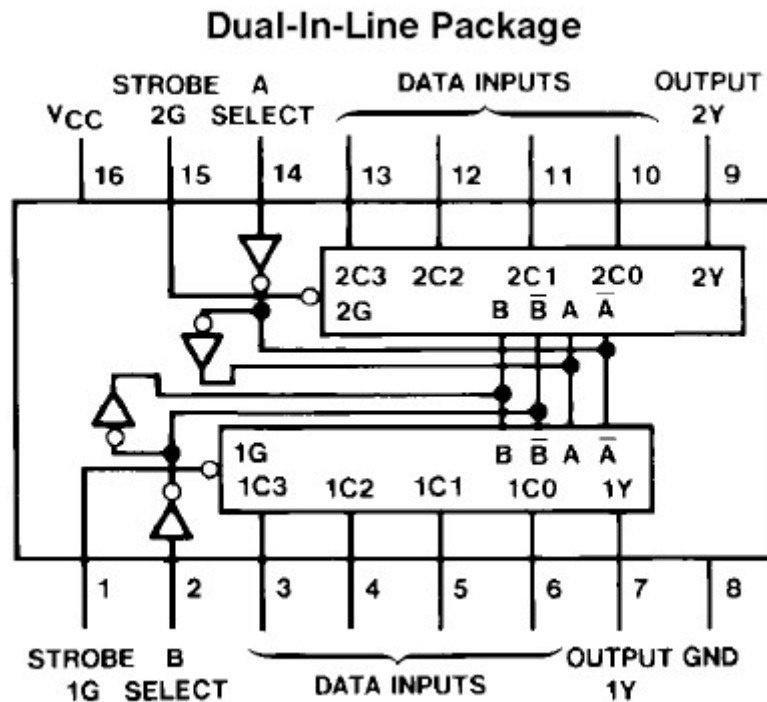 Dual-In-Line Package
STROBE A DATA INPUTS OUTPUT
VCC 2G SELECT 2Y
16 15 14 13 12 11 10 9
2C3 2C2 2C1 2C0 2Y
2G B B̅ A A̅
1G B B̅ A A̅
1C3 1C2 1C1 1C0 1Y
1 2 3 4 5 6 7 8
STROBE B DATA INPUTS OUTPUT GND
1G SELECT 1Y